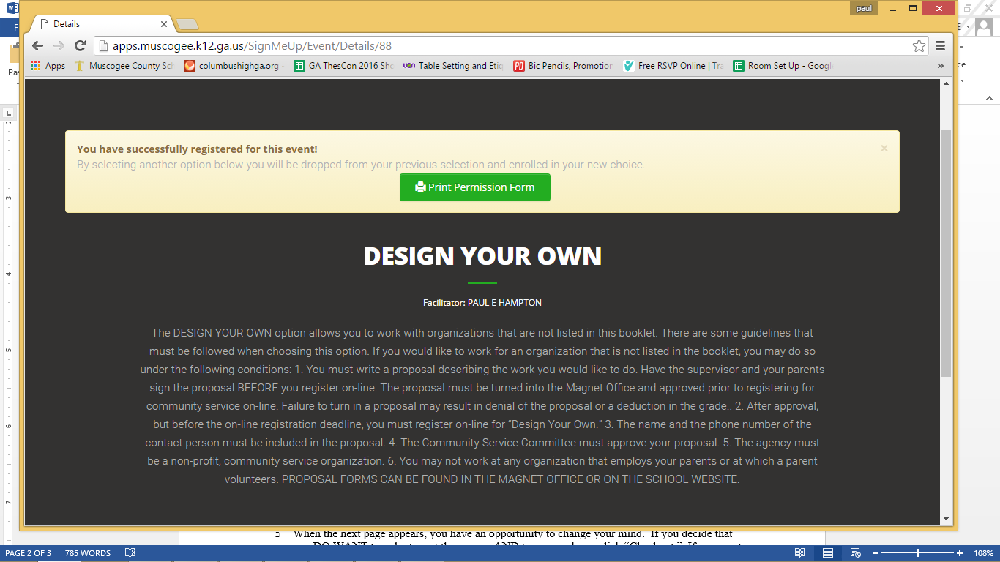 paul
Details
apps.muscogee.k12.ga.us/SignMeUp/Event/Details/88
Apps Muscogee County Sch columbushighga.org GA ThesCon 2016 Sho Table Setting and Etiq Bic Pencils, Promotion Free RSVP Online | Tra Room Set Up - Google »
You have successfully registered for this event! ×
By selecting another option below you will be dropped from your previous selection and enrolled in your new choice.
Print Permission Form
DESIGN YOUR OWN
Facilitator: PAUL E HAMPTON
The DESIGN YOUR OWN option allows you to work with organizations that are not listed in this booklet. There are some guidelines that
must be followed when choosing this option. If you would like to work for an organization that is not listed in the booklet, you may do so
under the following conditions: 1. You must write a proposal describing the work you would like to do. Have the supervisor and your parents
sign the proposal BEFORE you register on-line. The proposal must be turned into the Magnet Office and approved prior to registering for
community service on-line. Failure to turn in a proposal may result in denial of the proposal or a deduction in the grade.. 2. After approval,
but before the on-line registration deadline, you must register on-line for “Design Your Own.” 3. The name and the phone number of the
contact person must be included in the proposal. 4. The Community Service Committee must approve your proposal. 5. The agency must
be a non-profit, community service organization. 6. You may not work at any organization that employs your parents or at which a parent
volunteers. PROPOSAL FORMS CAN BE FOUND IN THE MAGNET OFFICE OR ON THE SCHOOL WEBSITE.
o When the next page appears, you have an opportunity to change your mind. If you decide that
PAGE 2 OF 3 785 WORDS 108%